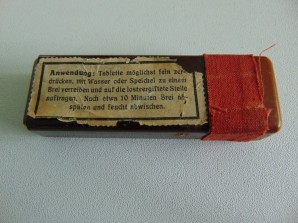 Anwendung: Tablette möglichst fein zer-
drücken, mit Wasser oder Speichel zu einem
Brei verreiben und auf die lostvergiftete Stelle
auftragen. Nach etwa 10 Minuten Brei ab-
spülen und feucht abwischen.